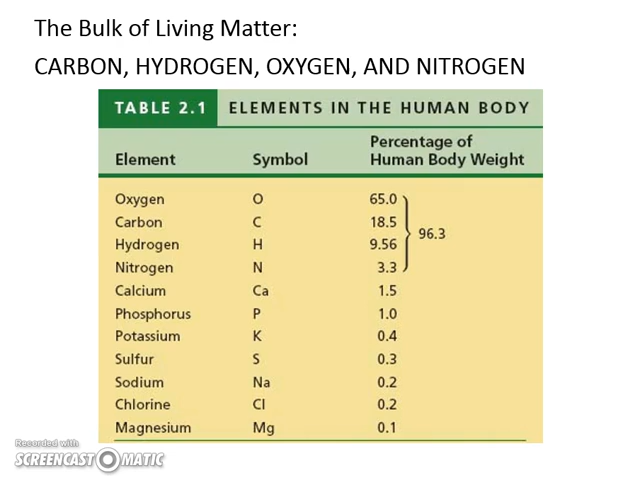 The Bulk of Living Matter:
CARBON, HYDROGEN, OXYGEN, AND NITROGEN
TABLE 2.1 ELEMENTS IN THE HUMAN BODY
Element Symbol Percentage of Human Body Weight
Oxygen O 65.0
Carbon C 18.5
96.3
Hydrogen H 9.56
Nitrogen N 3.3
Calcium Ca 1.5
Phosphorus P 1.0
Potassium K 0.4
Sulfur S 0.3
Sodium Na 0.2
Chlorine Cl 0.2
Magnesium Mg 0.1
Recorded with
SCREENCAST O MATIC